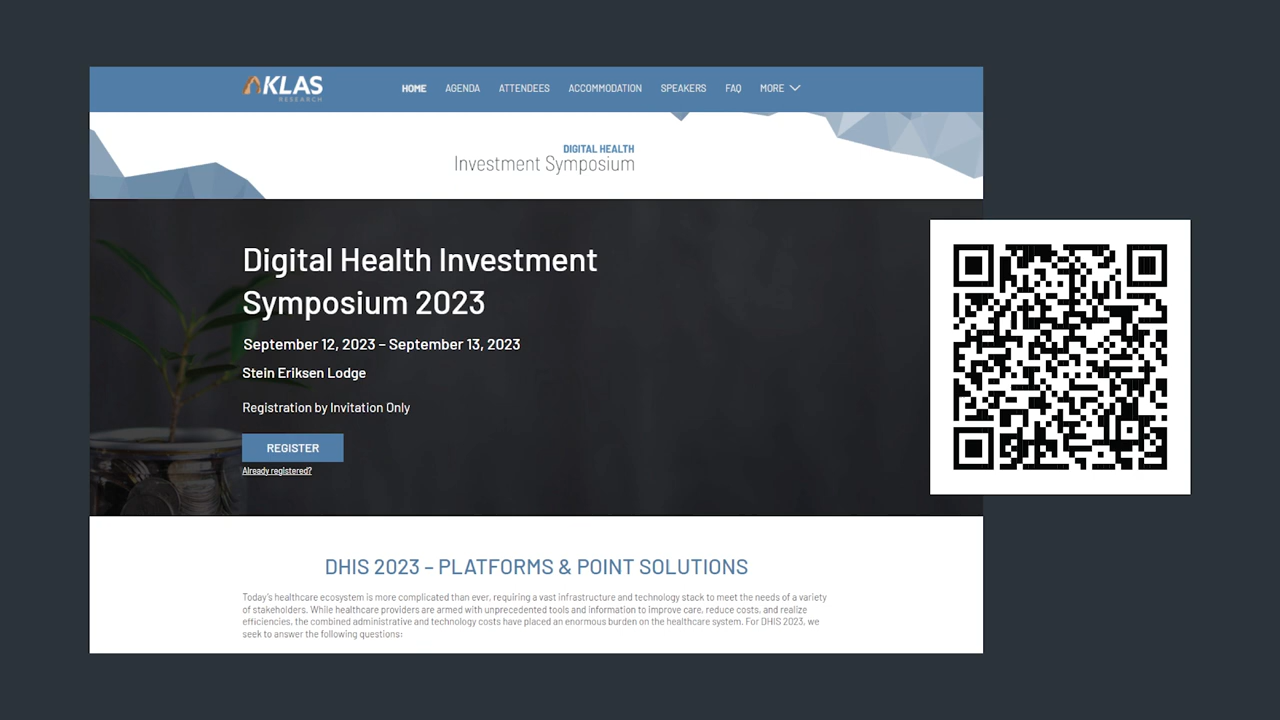 KLAS
RESEARCH
HOME AGENDA ATTENDEES ACCOMMODATION SPEAKERS FAQ MORE
DIGITAL HEALTH
Investment Symposium
Digital Health Investment
Symposium 2023
September 12, 2023 – September 13, 2023
Stein Eriksen Lodge
Registration by Invitation Only
REGISTER
Already registered?
DHIS 2023 – PLATFORMS & POINT SOLUTIONS
Today's healthcare ecosystem is more complicated than ever, requiring a vast infrastructure and technology stack to meet the needs of a variety
of stakeholders. While healthcare providers are armed with unprecedented tools and information to improve care, reduce costs, and realize
efficiencies, the combined administrative and technology costs have placed an enormous burden on the healthcare system. For DHIS 2023, we
seek to answer the following questions: